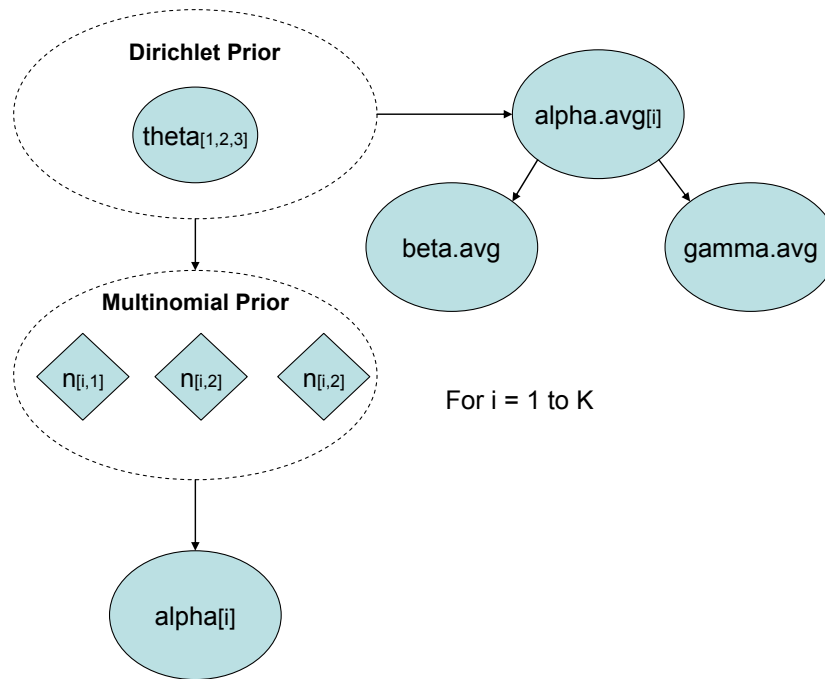 Dirichlet Prior
theta[1,2,3]
alpha.avg[i]
beta.avg
gamma.avg
Multinomial Prior
n[i,1]
n[i,2]
n[i,2]
For i = 1 to K
alpha[i]